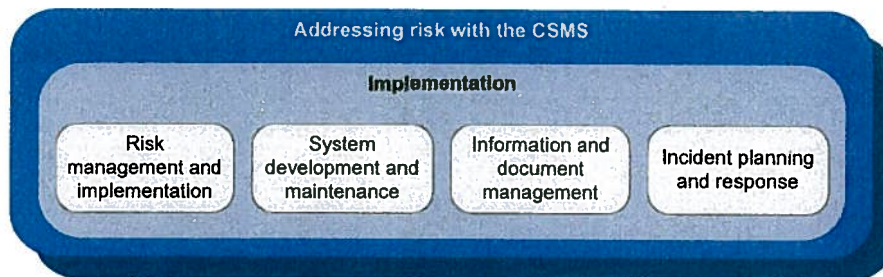 Addressing risk with the CSMS
Implementation
Risk
management and
implementation
System
development and
maintenance
Information and
document
management
Incident planning
and response